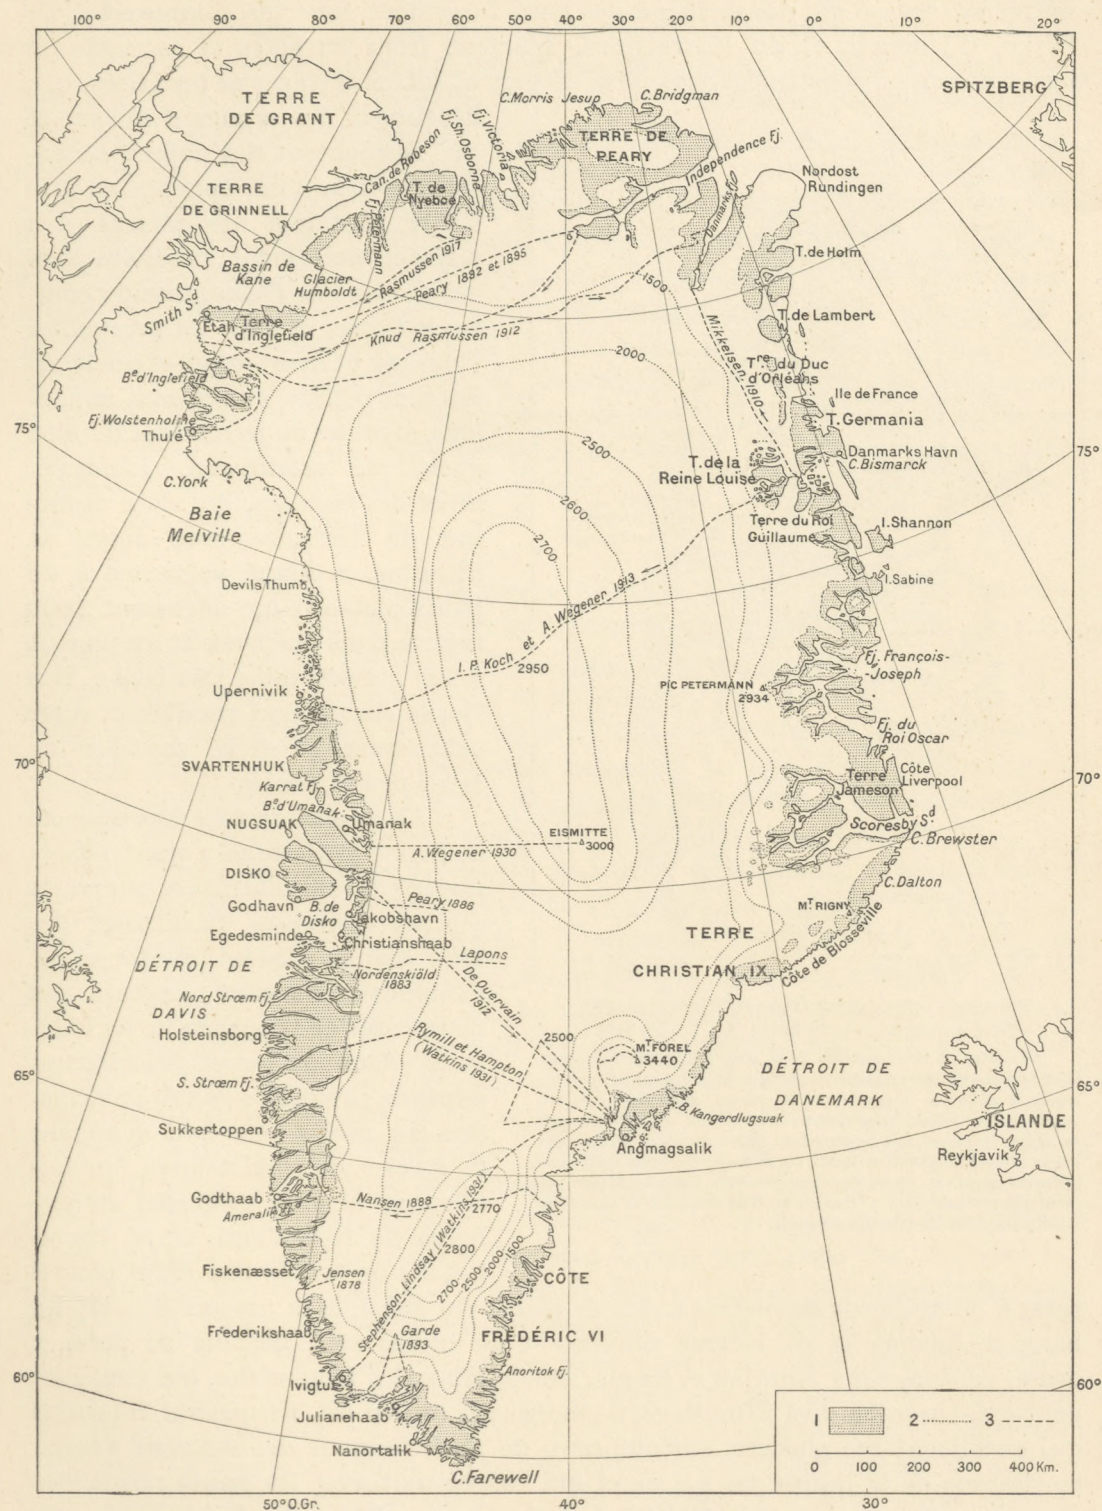 100° 90° 80° 70° 60° 50° 40° 30° 20° 10° 0° 10° 20°
SPITZBERG
TERRE
DE GRANT
C. Morris Jesup
C. Bridgman
TERRE DE
PEARY
Independence Fj.
Fj. Victoria
Fj. Sh. Osborne
Can. de Robeson
T. de
Nyeboe
Fj. Petermann
Danmarks Fj.
Nordost
Rundingen
TERRE
DE GRINNELL
Bassin de
Kane
Glacier
Humboldt
Rasmussen 1917
Peary 1892 et 1895
1500
T. de Holm
Smith Sd
Etah
Terre
d'Inglefield
Knud Rasmussen 1912
T. de Lambert
Mikkelsen 1910
2000
Tre du Duc
d'Orléans
Be d'Inglefield
Ile de France
Fj. Wolstenholme
Thulé
T. Germania
75°
75°
2500
T. de la
Reine Louise
Danmarks Havn
C. Bismarck
C. York
2600
Baie
Melville
Terre du Roi
Guillaume
I. Shannon
2700
Devils Thumb
I. Sabine
I. P. Koch et A. Wegener 1913
2950
Fj. François-
-Joseph
Upernivik
PIC PETERMANN
2934
Fj. du
Roi Oscar
70°
SVARTENHUK
Côte
Liverpool
70°
Terre
Jameson
Karrat Fj.
Be d'Umanak
NUGSUAK
Umanak
EISMITTE
3000
Scoresby Sd
C. Brewster
A. Wegener 1930
DISKO
C. Dalton
Godhavn
B. de
Disko
Peary 1886
Jakobshavn
MT RIGNY
Egedesminde
Christianshaab
TERRE
Lapons
Côte de Blosseville
DÉTROIT DE
DAVIS
Nordenskiöld
1883
De Quervain
1912
CHRISTIAN IX
Nord Strœm Fj.
Holsteinsborg
Rymill et Hampton
(Watkins 1931)
2500
MT FOREL
3440
DÉTROIT DE
DANEMARK
65°
65°
S. Strœm Fj.
B. Kangerdlugsuak
ISLANDE
Sukkertoppen
Angmagsalik
Reykjavik
Godthaab
Ameralik Fj.
Nansen 1888
2770
Stephenson-Lindsay (Watkins 1931)
2800
2700
2500
2000
1500
Fiskenæsset
Jensen
1878
CÔTE
FRÉDÉRIC VI
Frederikshaab
Garde
1893
60°
Ivigtut
Anoritok Fj.
60°
Julianehaab
Nanortalik
C. Farewell
1 2 3
0 100 200 300 400 Km.
50° O. Gr. 40° 30°